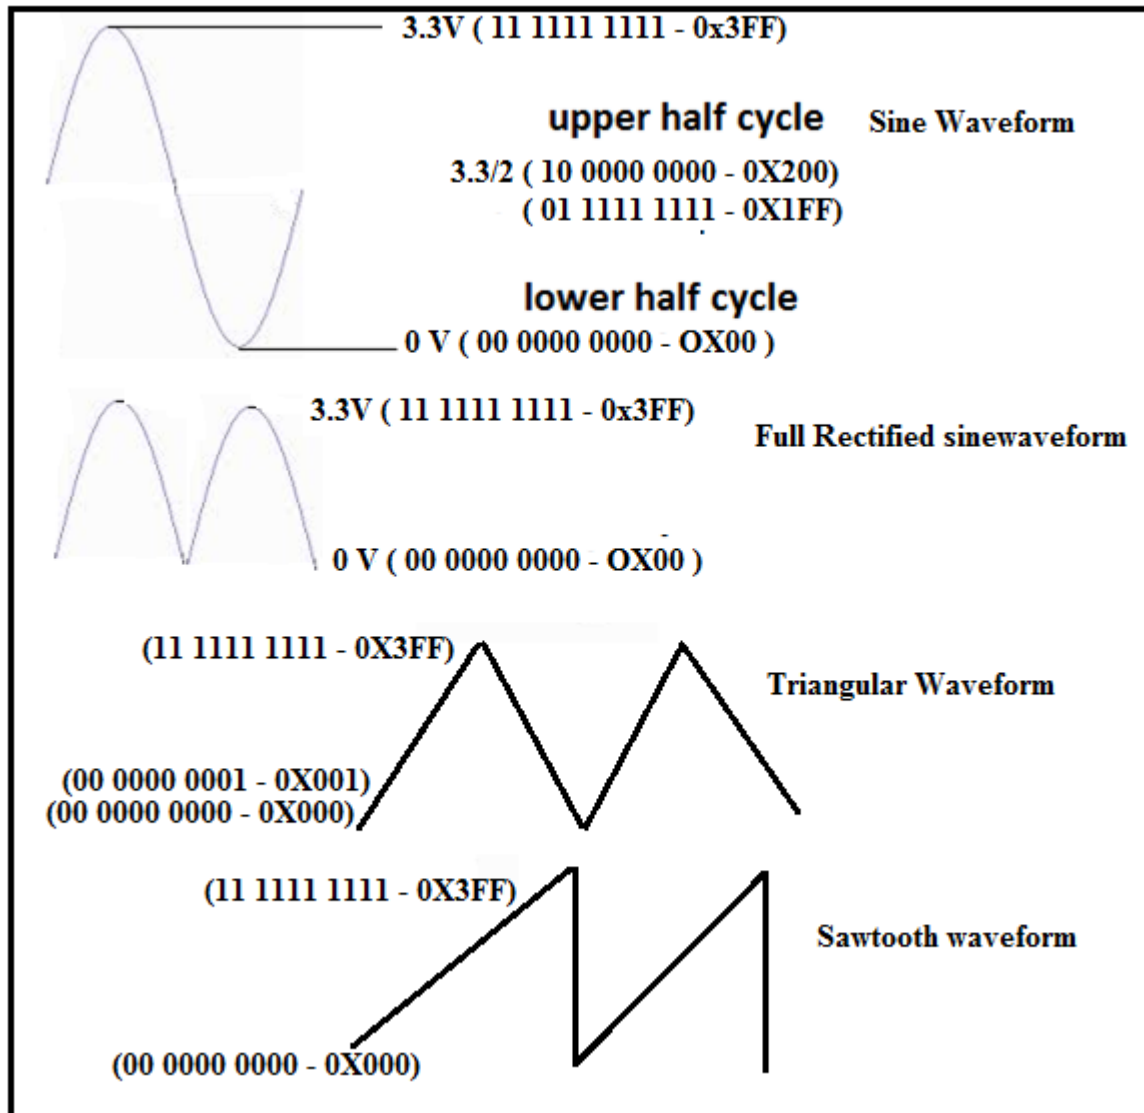 3.3V ( 11 1111 1111 - 0x3FF)
upper half cycle
Sine Waveform
3.3/2 ( 10 0000 0000 - 0X200)
( 01 1111 1111 - 0X1FF)
lower half cycle
0 V ( 00 0000 0000 - OX00 )
3.3V ( 11 1111 1111 - 0x3FF)
Full Rectified sinewaveform
0 V ( 00 0000 0000 - OX00 )
(11 1111 1111 - 0X3FF)
Triangular Waveform
(00 0000 0001 - 0X001)
(00 0000 0000 - 0X000)
(11 1111 1111 - 0X3FF)
Sawtooth waveform
(00 0000 0000 - 0X000)